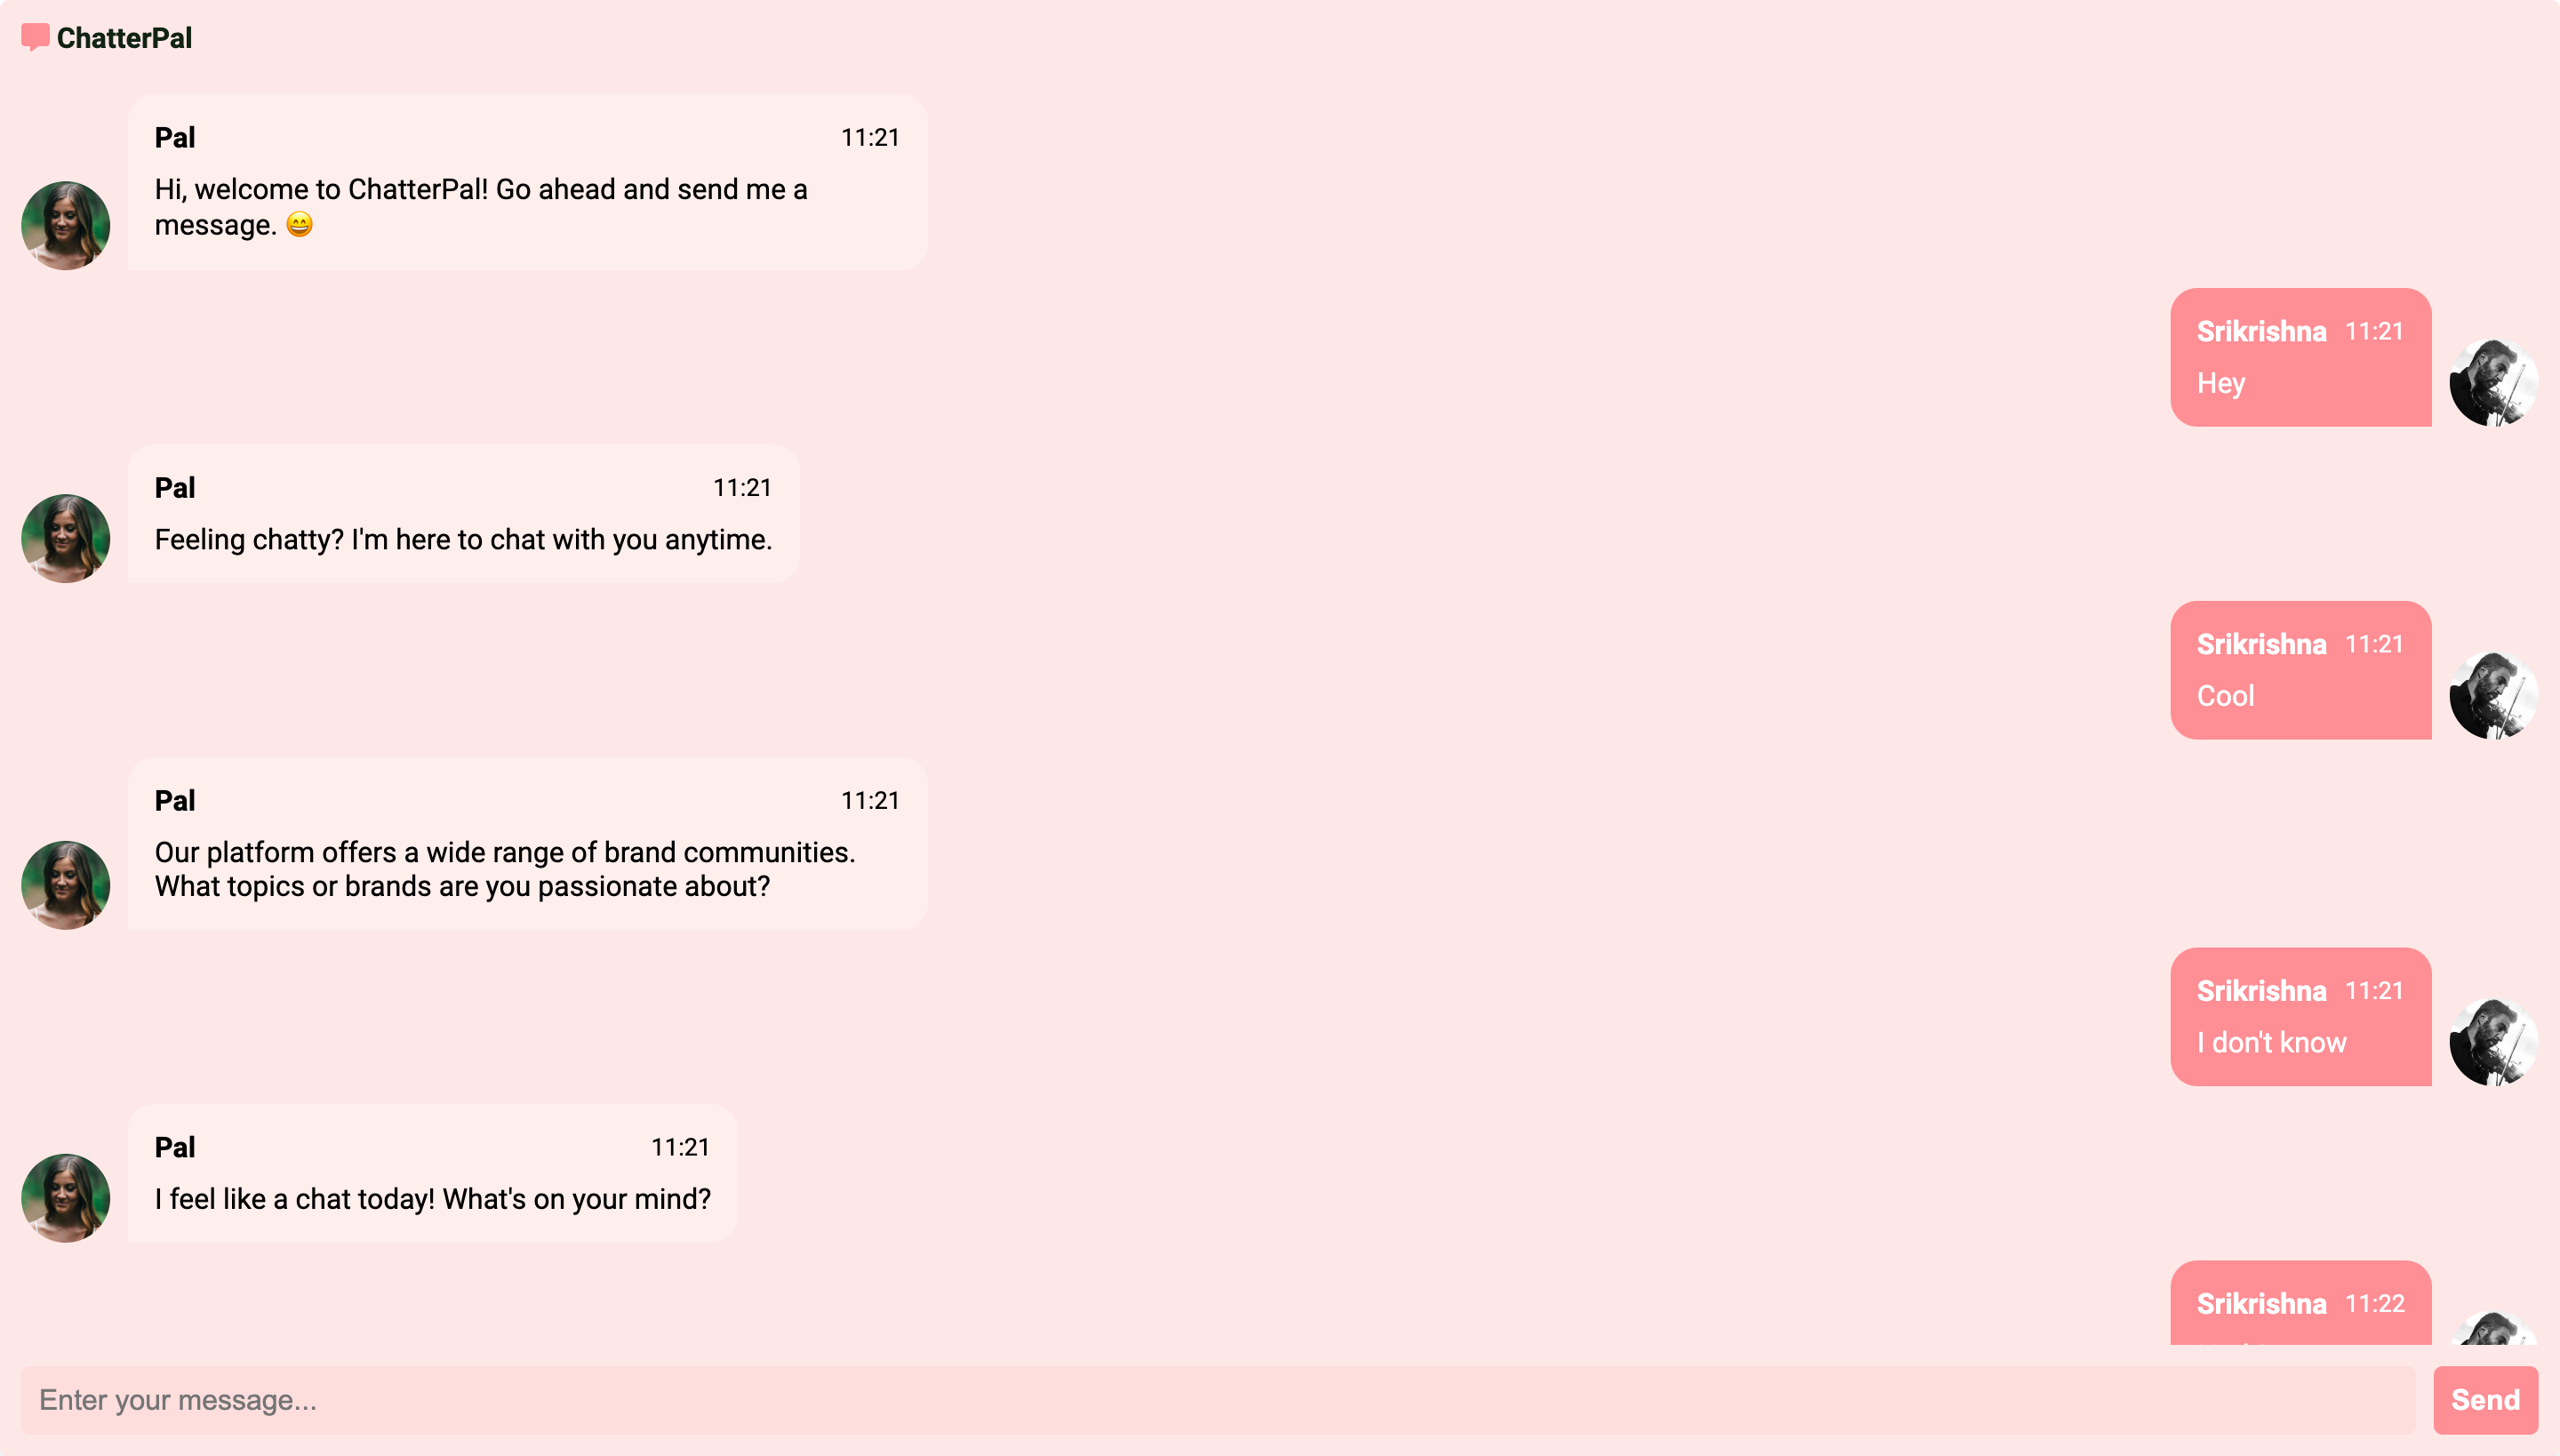 ChatterPal
Pal 11:21
Hi, welcome to ChatterPal! Go ahead and send me a
message. 😄
Srikrishna 11:21
Hey
Pal 11:21
Feeling chatty? I'm here to chat with you anytime.
Srikrishna 11:21
Cool
Pal 11:21
Our platform offers a wide range of brand communities.
What topics or brands are you passionate about?
Srikrishna 11:21
I don't know
Pal 11:21
I feel like a chat today! What's on your mind?
Srikrishna 11:22
Enter your message...
Send